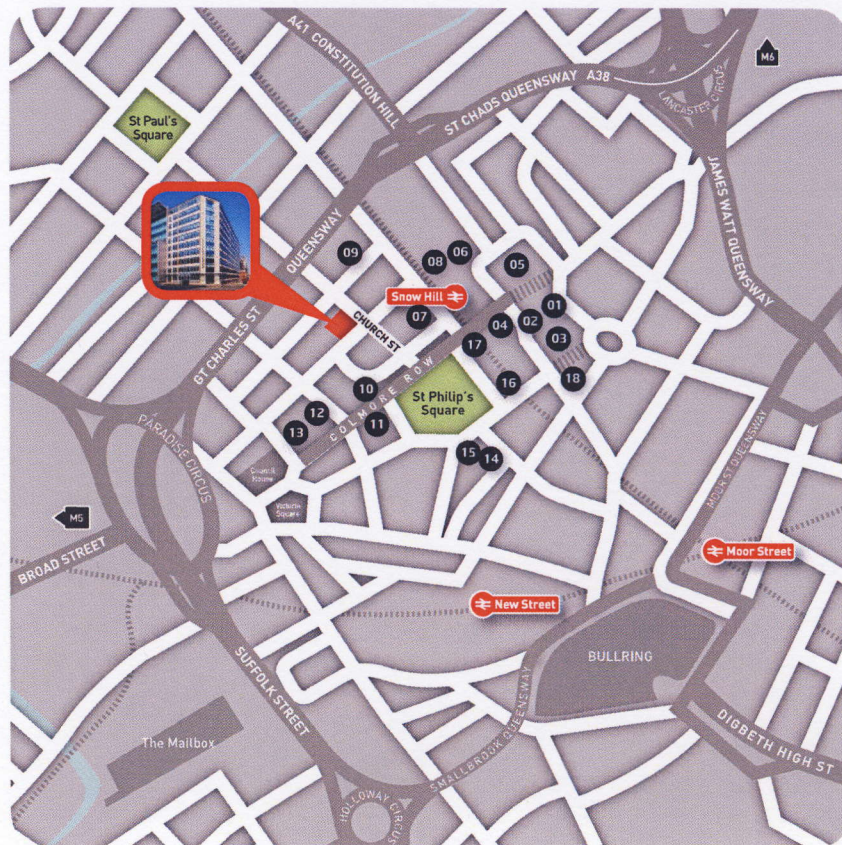 A41 CONSTITUTION HILL
M6
LANCASTER CIRCUS
ST CHADS QUEENSWAY A38
St Paul's
Square
JAMES WATT QUEENSWAY
QUEENSWAY
09
08
06
05
Snow Hill
01
07
CHURCH ST
04
02
03
17
GT CHARLES ST
10
COLMORE ROW
St Philip's
Square
16
18
12
11
13
PARADISE CIRCUS
15
14
Council
House
Victoria
Square
MOOR ST QUEENSWAY
M5
BROAD STREET
Moor Street
New Street
BULLRING
SUFFOLK STREET
SMALLBROOK QUEENSWAY
DIGBETH HIGH ST
The Mailbox
HOLLOWAY CIRCUS